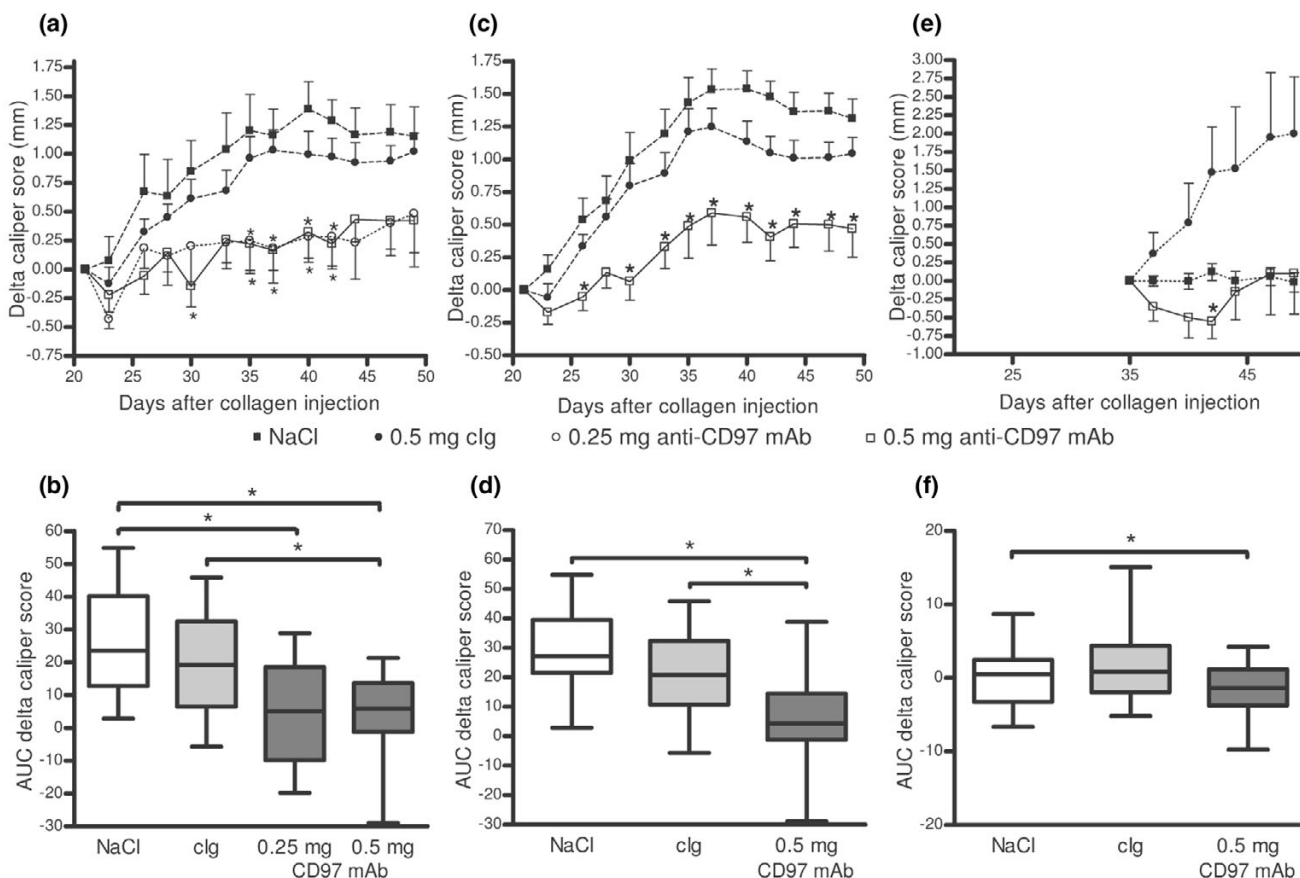 (a)
Delta caliper sore (mm)
1.75
1.50
1.25
1.00
0.75
0.50
0.25
0.00
-0.25
-0.50
-0.75
* * * *
* * * * *
20 25 30 35 40 45 50
Days after collagen injection
(c)
Delta caliper score (mm)
1.75
1.50
1.25
1.00
0.75
0.50
0.25
0.00
-0.25
-0.50
* * * * * * * * * *
20 25 30 35 40 45 50
Days after collagen injection
(e)
Delta caliper score (mm)
3.00
2.75
2.50
2.25
2.00
1.75
1.50
1.25
1.00
0.75
0.50
0.25
0.00
-0.25
-0.50
-0.75
-1.00
*
25 35 45
Days after collagen injection
NaCl 0.5 mg cIg 0.25 mg anti-CD97 mAb 0.5 mg anti-CD97 mAb
(b)
AUC delta caliper score
60
50
40
30
20
10
0
-10
-20
-30
*
*
*
NaCl cIg 0.25 mg 0.5 mg
CD97 mAb
(d)
AUC delta caliper score
70
60
50
40
30
20
10
0
-10
-20
-30
*
*
NaCl cIg 0.5 mg
CD97 mAb
(f)
AUC delta caliper score
20
10
0
-10
-20
*
NaCl cIg 0.5 mg
CD97 mAb